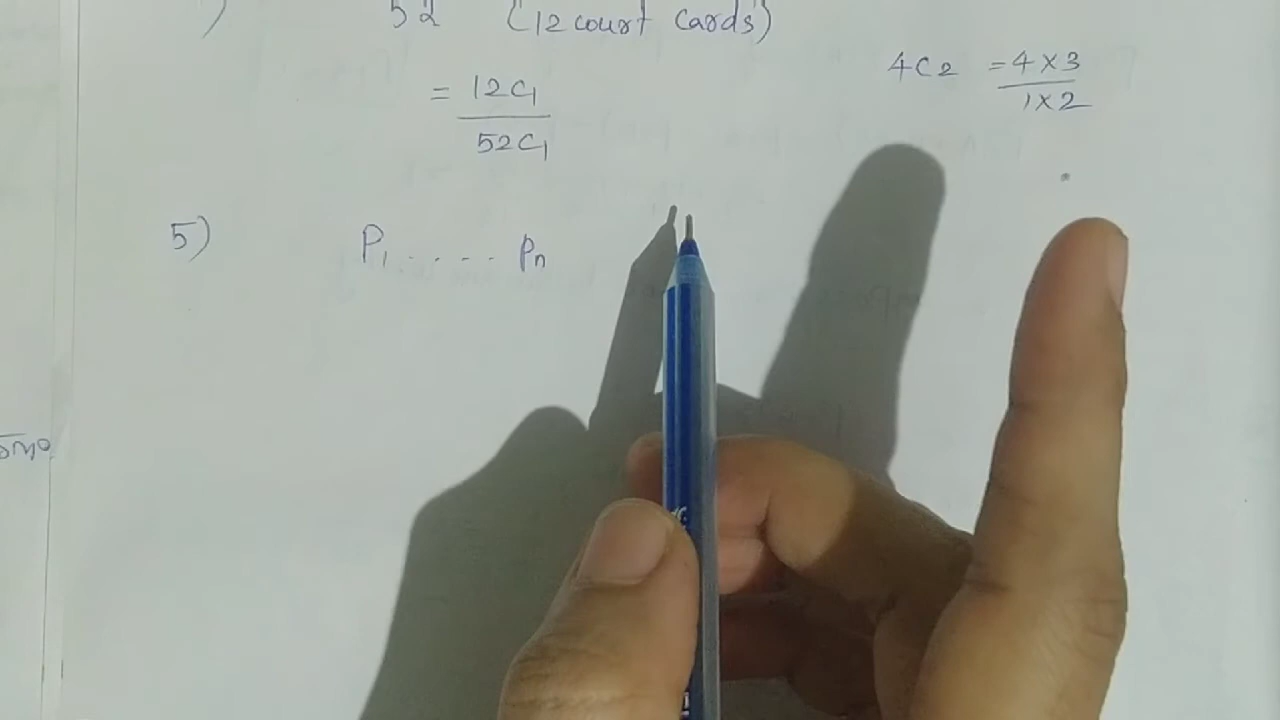 ) 52 (12 court cards)
4C2 = 4 x 3
1 x 2
= 12C1
52C1
5) P1 . . . . . Pn